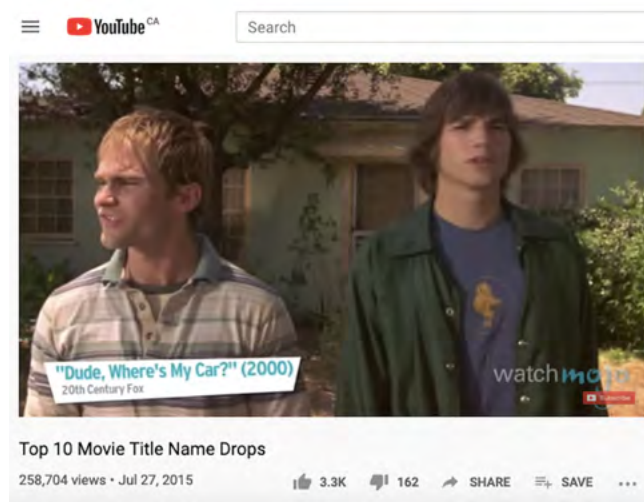 YouTube CA
Search
"Dude, Where's My Car?" (2000)
20th Century Fox
watchmojo
Subscribe
Top 10 Movie Title Name Drops
258,704 views • Jul 27, 2015
3.3K 162 SHARE SAVE